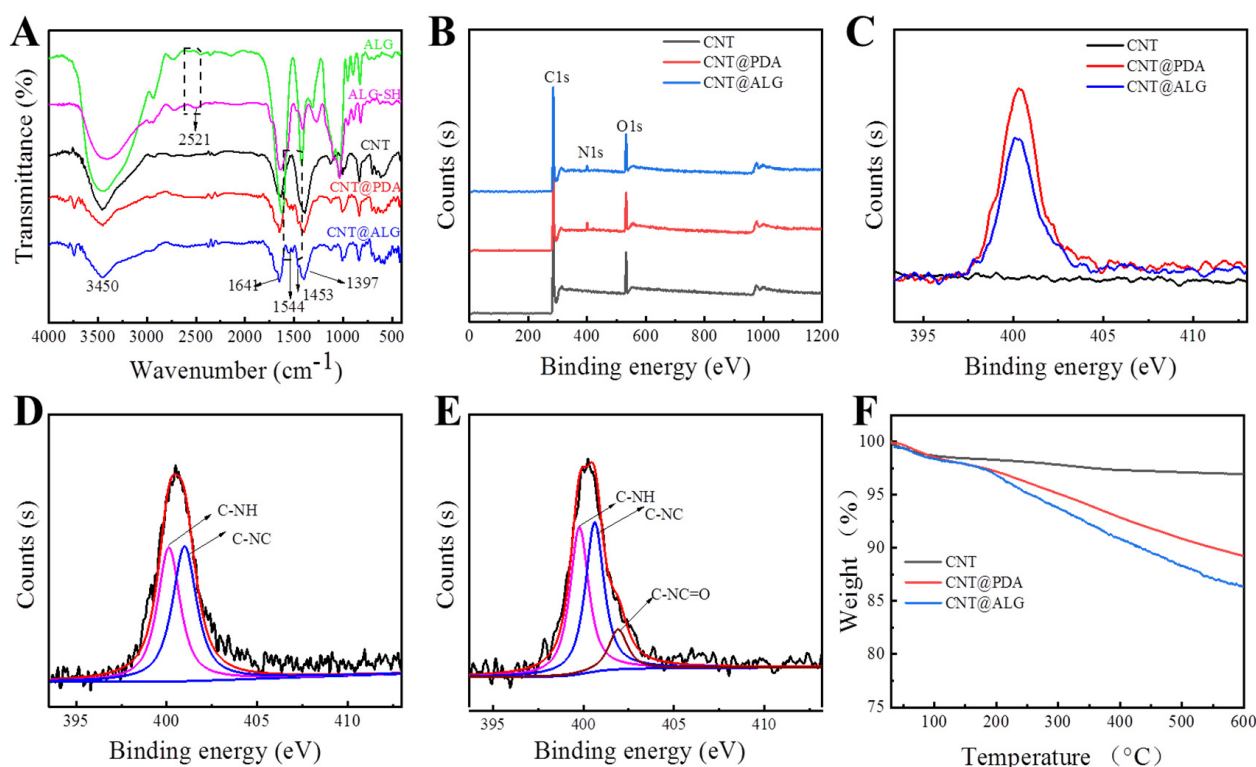 A
ALG
ALG-SH
2521
CNT
CNT@PDA
CNT@ALG
3450
1641
1544
1453
1397
4000 3500 3000 2500 2000 1500 1000 500
Transmittance (%)
Wavenumber (cm-1)
B
CNT
CNT@PDA
CNT@ALG
C1s
N1s
O1s
0 200 400 600 800 1000 1200
Counts (s)
Binding energy (eV)
C
CNT
CNT@PDA
CNT@ALG
395 400 405 410
Counts (s)
Binding energy (eV)
D
C-NH
C-NC
395 400 405 410
Counts (s)
Binding energy (eV)
E
C-NH
C-NC
C-NC=O
395 400 405 410
Counts (s)
Binding energy (eV)
F
100
95
90
85
80
75
CNT
CNT@PDA
CNT@ALG
100 200 300 400 500 600
Weight (%)
Temperature (°C)